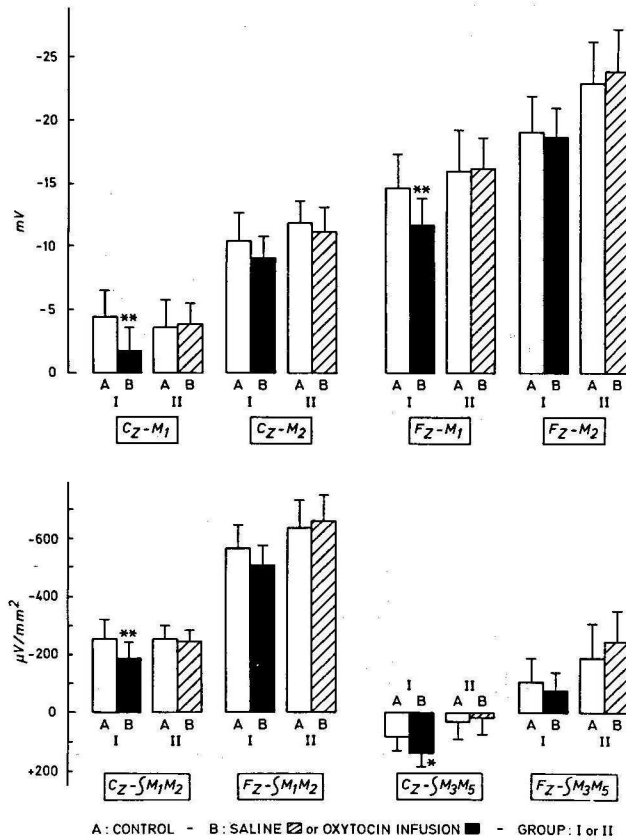 -25
-20
-15
mV
-10
-5
0
A B A B A B A B A B A B A B A B
**
**
I II I II I II I II
CZ-M1 CZ-M2 FZ-M1 FZ-M2
-600
-400
µV/mm²
-200
0
+200
**
I II
A B A B
A B A B A B A B A B A B
I II I II I II
*
CZ-∫M1M2 FZ-∫M1M2 CZ-∫M3M5 FZ-∫M3M5
A : CONTROL - B : SALINE or OXYTOCIN INFUSION - GROUP : I or II